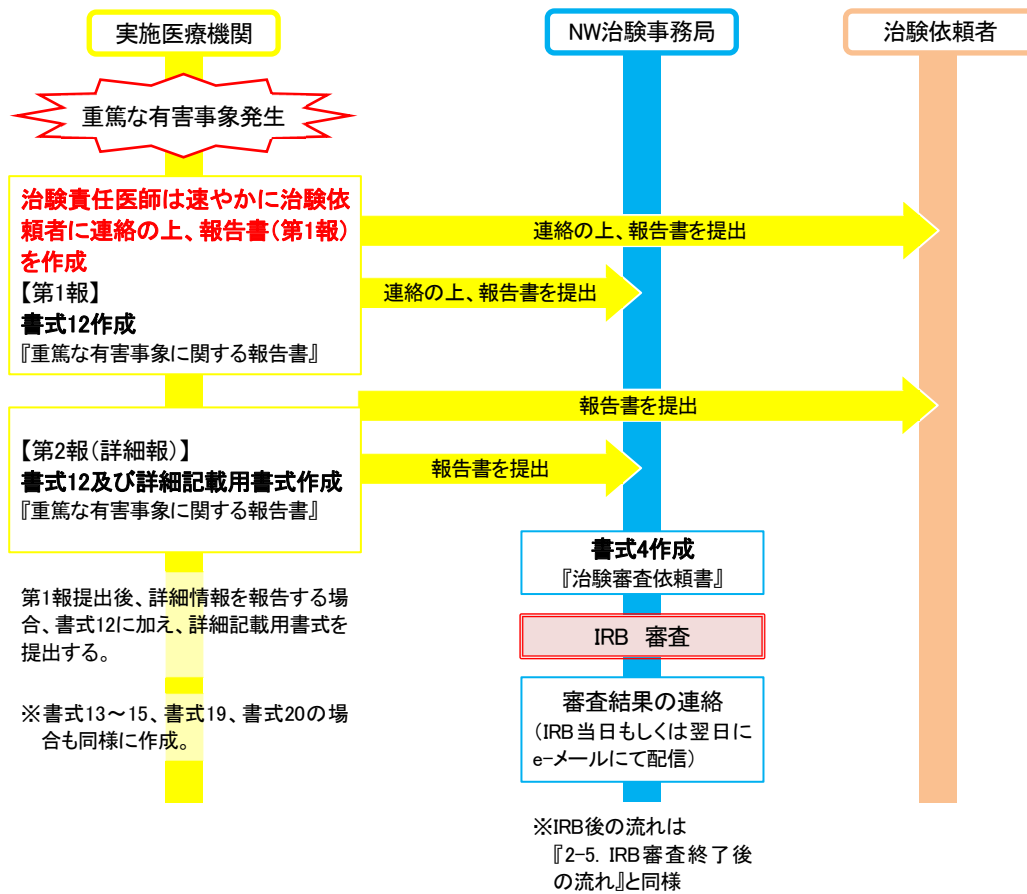 実施医療機関
NW治験事務局
治験依頼者
重篤な有害事象発生
治験責任医師は速やかに治験依
頼者に連絡の上、報告書(第1報)
を作成
【第1報】
書式12作成
『重篤な有害事象に関する報告書』
連絡の上、報告書を提出
連絡の上、報告書を提出
【第2報(詳細報)】
書式12及び詳細記載用書式作成
『重篤な有害事象に関する報告書』
報告書を提出
報告書を提出
第1報提出後、詳細情報を報告する場
合、書式12に加え、詳細記載用書式を
提出する。
※書式13~15、書式19、書式20の場
合も同様に作成。
書式4作成
『治験審査依頼書』
IRB 審査
審査結果の連絡
(IRB当日もしくは翌日に
e-メールにて配信)
※IRB後の流れは
『2-5. IRB審査終了後
の流れ』と同様